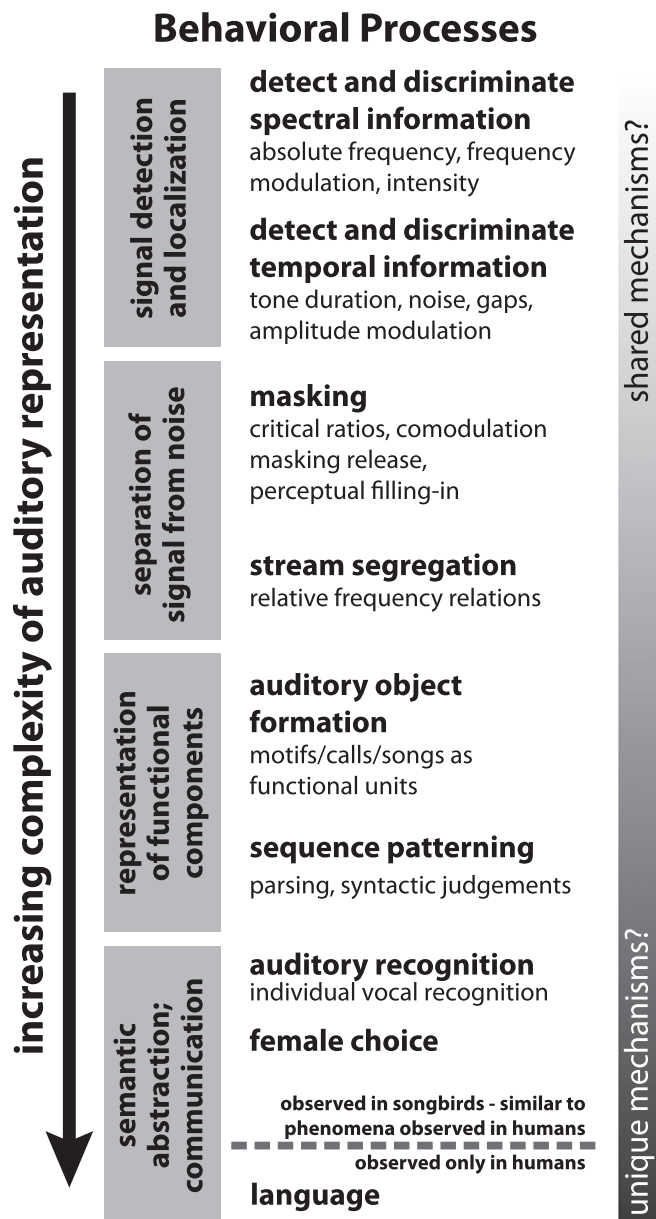 Behavioral Processes
increasing complexity of auditory representation
signal detection
and localization
detect and discriminate
spectral information
absolute frequency, frequency
modulation, intensity
detect and discriminate
temporal information
tone duration, noise, gaps,
amplitude modulation
separation of
signal from noise
masking
critical ratios, comodulation
masking release,
perceptual filling-in
stream segregation
relative frequency relations
representation
of functional
components
auditory object
formation
motifs/calls/songs as
functional units
sequence patterning
parsing, syntactic judgements
semantic
abstraction;
communication
auditory recognition
individual vocal recognition
female choice
observed in songbirds - similar to
phenomena observed in humans
observed only in humans
language
shared mechanisms?
unique mechanisms?